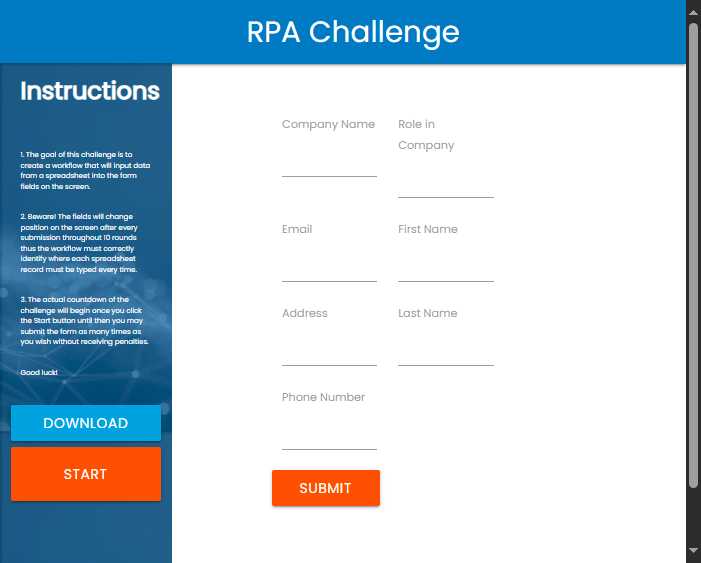 RPA Challenge
Instructions
1. The goal of this challenge is to
create a workflow that will input data
from a spreadsheet into the form
fields on the screen.
2. Beware! The fields will change
position on the screen after every
submission throughout 10 rounds
thus the workflow must correctly
identify where each spreadsheet
record must be typed every time.
3. The actual countdown of the
challenge will begin once you click
the Start button until then you may
submit the form as many times as
you wish without receiving penalties.
Good luck!
DOWNLOAD
START
Company Name
Role in
Company
Email
First Name
Address
Last Name
Phone Number
SUBMIT